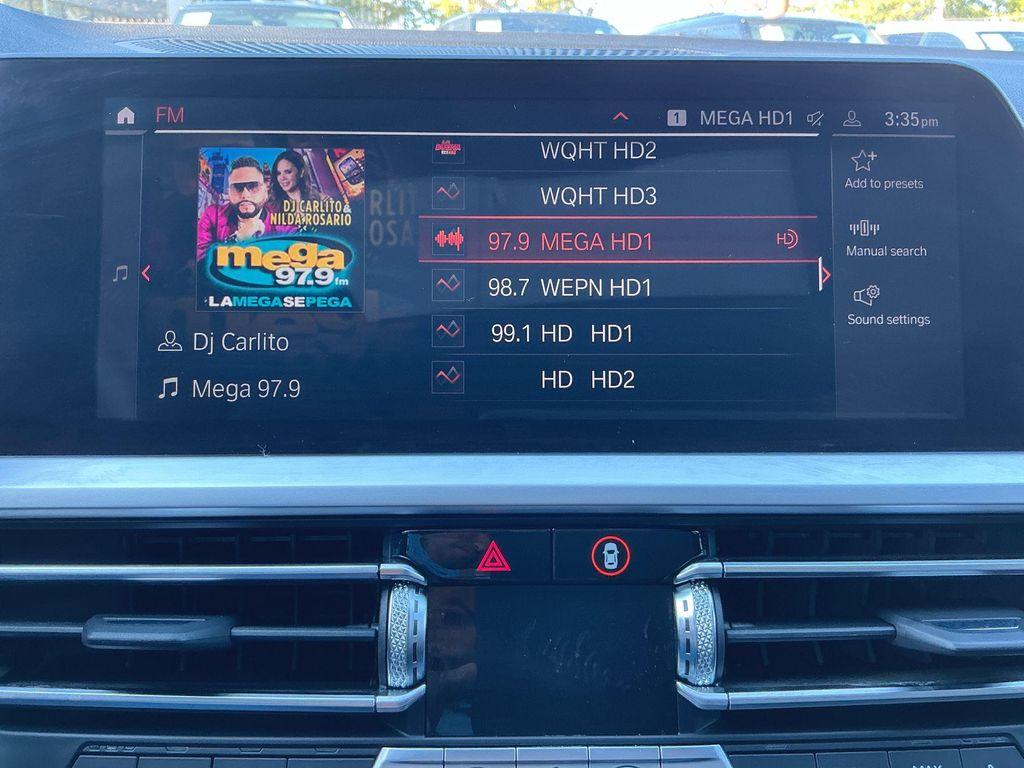 FM
1 MEGA HD1
3:35pm
WQHT HD2
WQHT HD3
97.9 MEGA HD1
HD
98.7 WEPN HD1
99.1 HD HD1
HD HD2
DJ CARLITO &
NILDA ROSARIO
mega
97.9fm
LAMEGASEPEGA
Dj Carlito
Mega 97.9
Add to presets
Manual search
Sound settings